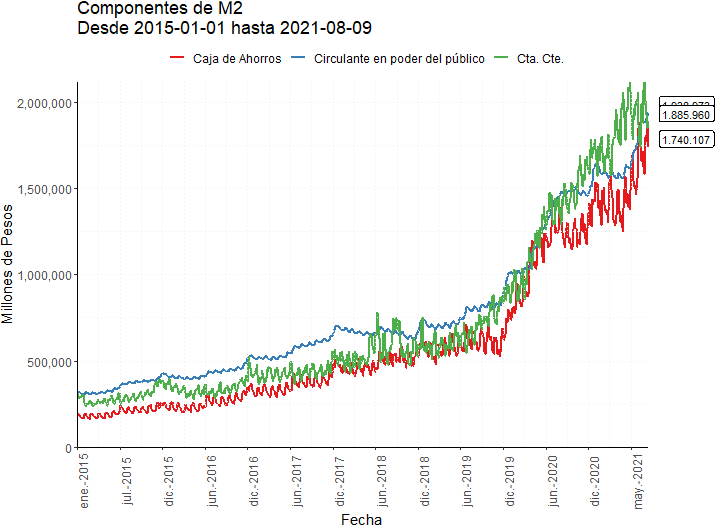 Componentes de M2
Desde 2015-01-01 hasta 2021-08-09
Caja de Ahorros
Circulante en poder del público
Cta. Cte.
Millones de Pesos
2,000,000
1,500,000
1,000,000
500,000
0
1.885.960
1.740.107
ene.-2015
jul.-2015
dic.-2015
jun.-2016
dic.-2016
jun.-2017
dic.-2017
jun.-2018
dic.-2018
jun.-2019
dic.-2019
jun.-2020
dic.-2020
may.-2021
Fecha